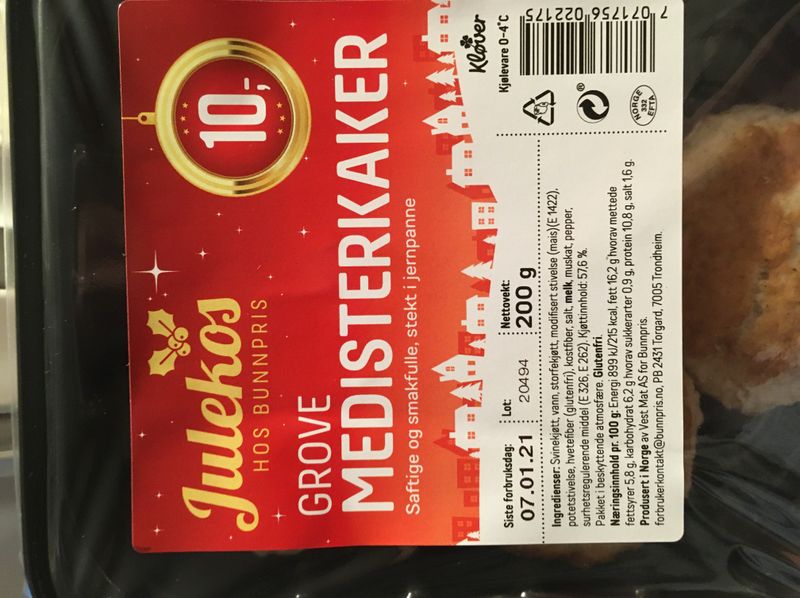 Julekos
HOS BUNNPRIS
10,-
GROVE
MEDISTERKAKER
Saftige og smakfulle, stekt i jernpanne
Kløver
Kjølevare 0-4°C
7 071756 022175
NORGE
332
EFTA
Siste forbruksdag:
07.01.21
Lot:
20494
Nettovekt:
200 g
Ingredienser: Svinekjøtt, vann, storfekjøtt, modifisert stivelse (mais)(E 1422),
potetstivelse, hvetefiber (glutenfri), kostfiber, salt, melk, muskat, pepper,
surhetsregulerende middel (E 326, E 262). Kjøttinnhold: 57,6 %.
Pakket i beskyttende atmosfære. Glutenfri.
Næringsinnhold pr. 100 g: Energi 899 kJ/215 kcal, fett 16,2 g hvorav mettede
fettsyrer 5,8 g, karbohydrat 6,2 g hvorav sukkerarter 0,9 g, protein 10,8 g, salt 1,6 g.
Produsert i Norge av Vest Mat AS for Bunnpris.
forbrukerkontakt@bunnpris.no, PB 2431 Torgard, 7005 Trondheim.